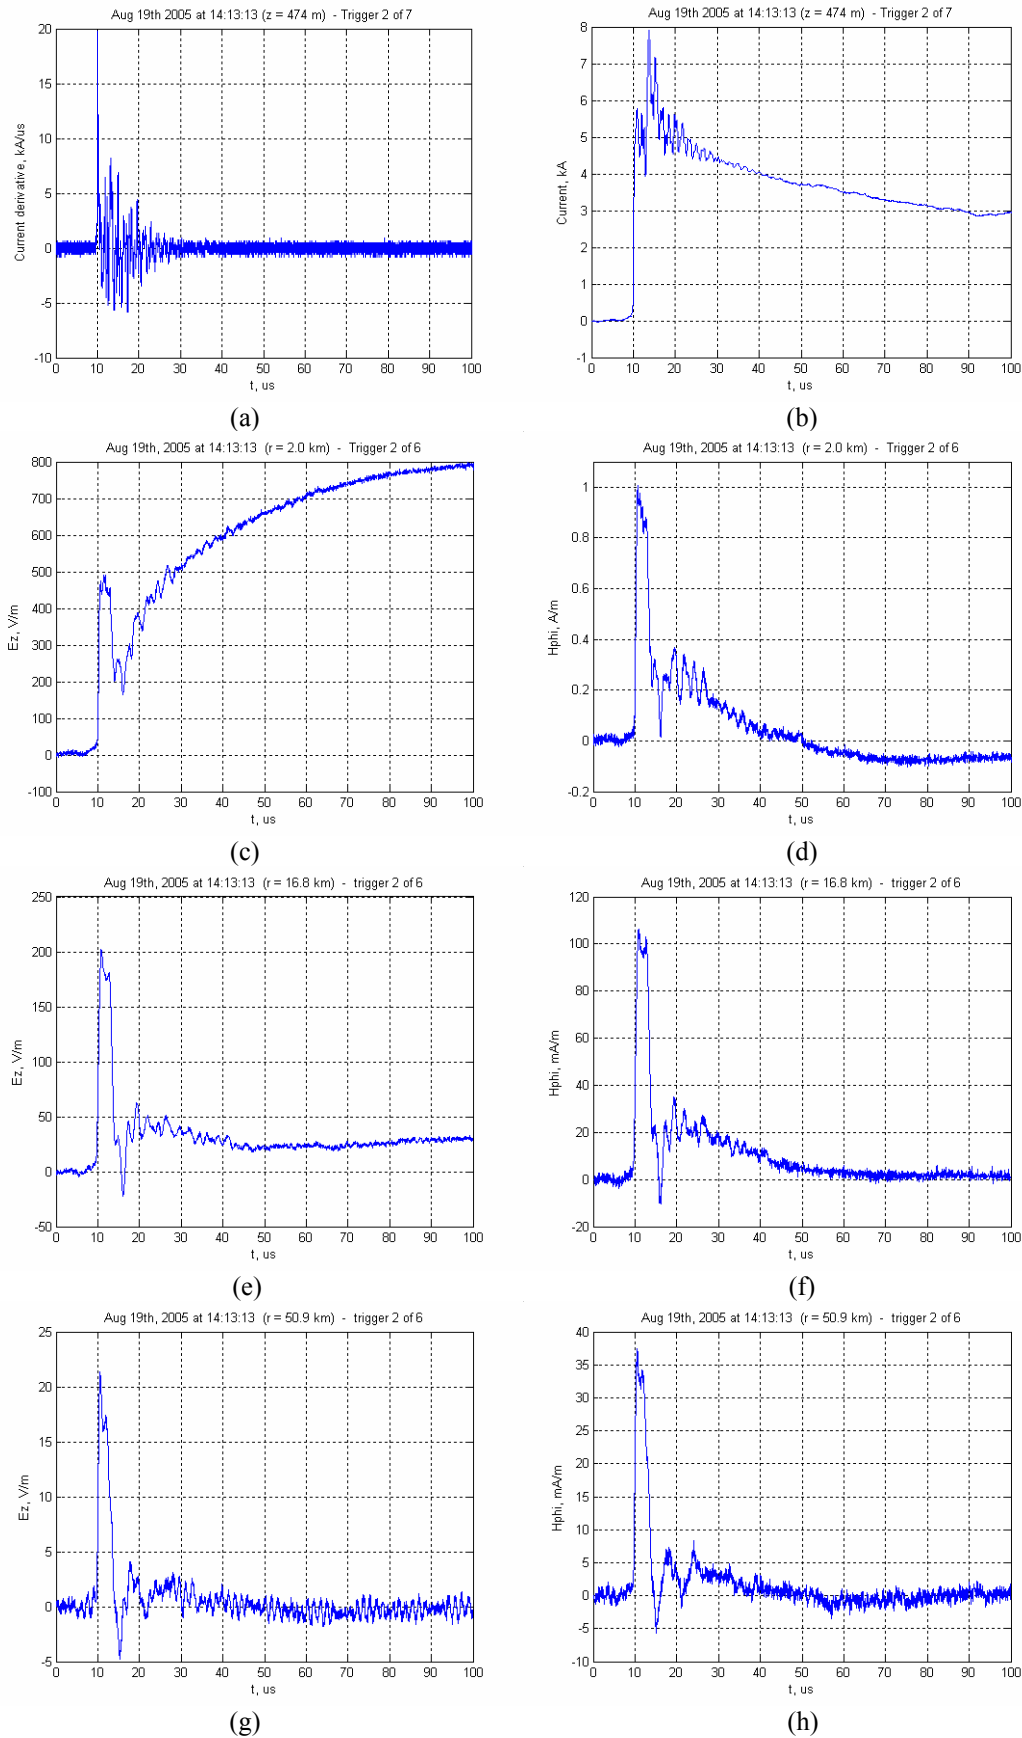 Aug 19th 2005 at 14:13:13 (z = 474 m) - Trigger 2 of 7
Current derivative, kA/us
20
15
10
5
0
-5
-10
0 10 20 30 40 50 60 70 80 90 100
t, us
(a)
Aug 19th 2005 at 14:13:13 (z = 474 m) - Trigger 2 of 7
Current, kA
8
7
6
5
4
3
2
1
0
-1
0 10 20 30 40 50 60 70 80 90 100
t, us
(b)
Aug 19th, 2005 at 14:13:13 (r = 2.0 km) - Trigger 2 of 6
Ez, V/m
800
700
600
500
400
300
200
100
0
-100
0 10 20 30 40 50 60 70 80 90 100
t, us
(c)
Aug 19th, 2005 at 14:13:13 (r = 2.0 km) - Trigger 2 of 6
Hphi, A/m
1
0.8
0.6
0.4
0.2
0
-0.2
0 10 20 30 40 50 60 70 80 90 100
t, us
(d)
Aug 19th, 2005 at 14:13:13 (r = 16.8 km) - trigger 2 of 6
Ez, V/m
250
200
150
100
50
0
-50
0 10 20 30 40 50 60 70 80 90 100
t, us
(e)
Aug 19th, 2005 at 14:13:13 (r = 16.8 km) - trigger 2 of 6
Hphi, mA/m
120
100
80
60
40
20
0
-20
0 10 20 30 40 50 60 70 80 90 100
t, us
(f)
Aug 19th, 2005 at 14:13:13 (r = 50.9 km) - trigger 2 of 6
Ez, V/m
25
20
15
10
5
0
-5
0 10 20 30 40 50 60 70 80 90 100
t, us
(g)
Aug 19th, 2005 at 14:13:13 (r = 50.9 km) - trigger 2 of 6
Hphi, mA/m
40
35
30
25
20
15
10
5
0
-5
-10
0 10 20 30 40 50 60 70 80 90 100
t, us
(h)